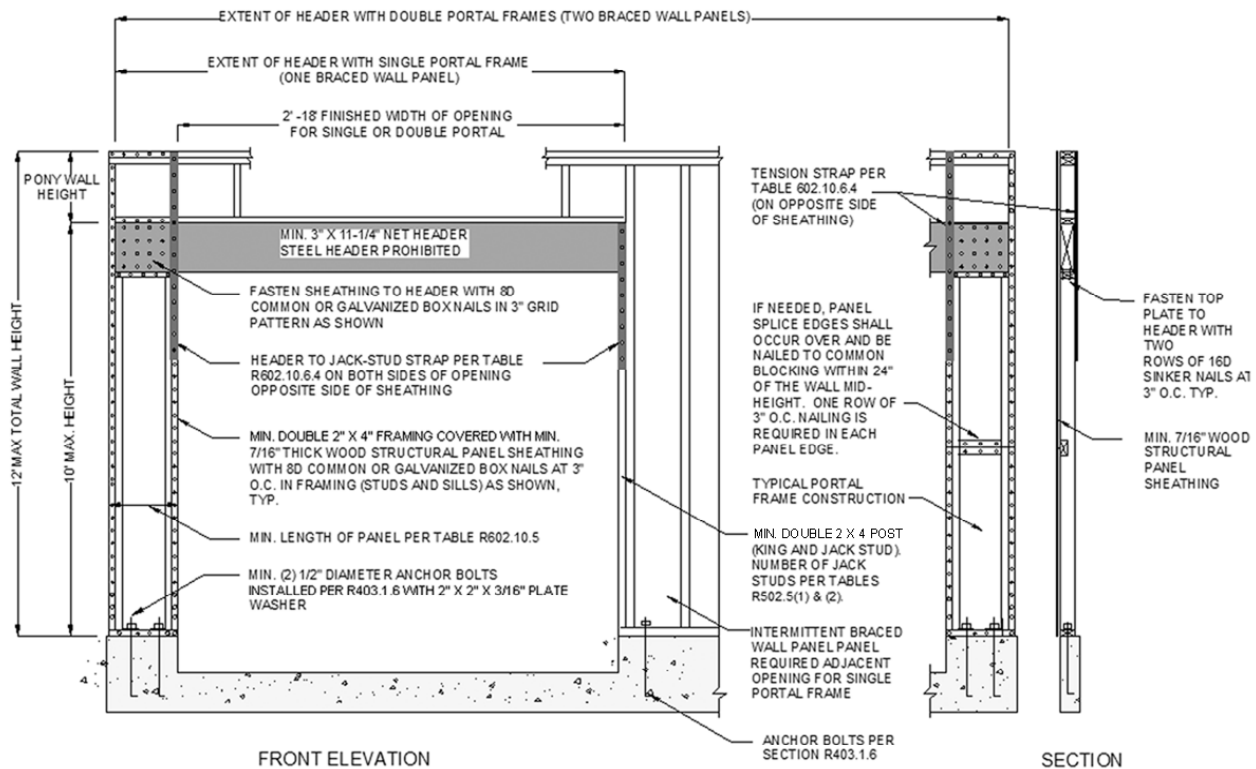 EXTENT OF HEADER WITH DOUBLE PORTAL FRAMES (TWO BRACED WALL PANELS)
EXTENT OF HEADER WITH SINGLE PORTAL FRAME
(ONE BRACED WALL PANEL)
2' -18' FINISHED WIDTH OF OPENING
FOR SINGLE OR DOUBLE PORTAL
PONY WALL
HEIGHT
12' MAX TOTAL WALL HEIGHT
10' MAX. HEIGHT
MIN. 3" X 11-1/4" NET HEADER
STEEL HEADER PROHIBITED
FASTEN SHEATHING TO HEADER WITH 8D
COMMON OR GALVANIZED BOX NAILS IN 3" GRID
PATTERN AS SHOWN
HEADER TO JACK-STUD STRAP PER TABLE
R602.10.6.4 ON BOTH SIDES OF OPENING
OPPOSITE SIDE OF SHEATHING
MIN. DOUBLE 2" X 4" FRAMING COVERED WITH MIN.
7/16" THICK WOOD STRUCTURAL PANEL SHEATHING
WITH 8D COMMON OR GALVANIZED BOX NAILS AT 3"
O.C. IN FRAMING (STUDS AND SILLS) AS SHOWN,
TYP.
MIN. LENGTH OF PANEL PER TABLE R602.10.5
MIN. (2) 1/2" DIAMETER ANCHOR BOLTS
INSTALLED PER R403.1.6 WITH 2" X 2" X 3/16" PLATE
WASHER
TENSION STRAP PER
TABLE 602.10.6.4
(ON OPPOSITE SIDE
OF SHEATHING)
IF NEEDED, PANEL
SPLICE EDGES SHALL
OCCUR OVER AND BE
NAILED TO COMMON
BLOCKING WITHIN 24"
OF THE WALL MID-
HEIGHT. ONE ROW OF
3" O.C. NAILING IS
REQUIRED IN EACH
PANEL EDGE.
TYPICAL PORTAL
FRAME CONSTRUCTION
MIN. DOUBLE 2 X 4 POST
(KING AND JACK STUD).
NUMBER OF JACK
STUDS PER TABLES
R502.5(1) & (2).
INTERMITTENT BRACED
WALL PANEL PANEL
REQUIRED ADJACENT
OPENING FOR SINGLE
PORTAL FRAME
ANCHOR BOLTS PER
SECTION R403.1.6
FASTEN TOP
PLATE TO
HEADER WITH
TWO
ROWS OF 16D
SINKER NAILS AT
3" O.C. TYP.
MIN. 7/16" WOOD
STRUCTURAL
PANEL
SHEATHING
FRONT ELEVATION
SECTION